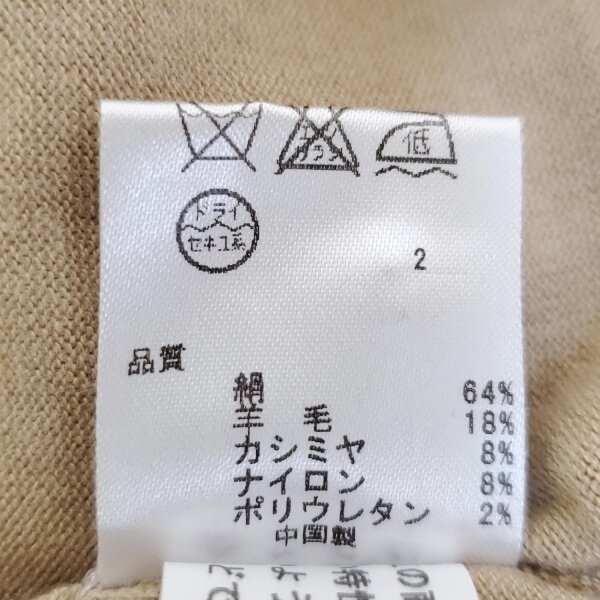 低
ドライ
セキユ系
2
品質
絹 64%
羊毛 18%
カシミヤ 8%
ナイロン 8%
ポリウレタン 2%
中国製